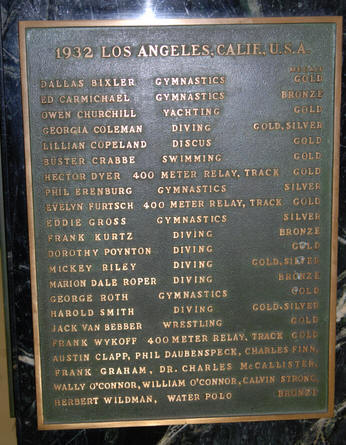 1932 LOS ANGELES, CALIF., U.S.A.
DALLAS BIXLER GYMNASTICS GOLD
ED CARMICHAEL GYMNASTICS BRONZE
OWEN CHURCHILL YACHTING GOLD
GEORGIA COLEMAN DIVING GOLD, SILVER
LILLIAN COPELAND DISCUS GOLD
BUSTER CRABBE SWIMMING GOLD
HECTOR DYER 400 METER RELAY, TRACK GOLD
PHIL ERENBURG GYMNASTICS SILVER
EVELYN FURTSCH 400 METER RELAY, TRACK GOLD
EDDIE GROSS GYMNASTICS SILVER
FRANK KURTZ DIVING BRONZE
DOROTHY POYNTON DIVING GOLD
MICKEY RILEY DIVING GOLD, SILVER
MARION DALE ROPER DIVING BRONZE
GEORGE ROTH GYMNASTICS GOLD
HAROLD SMITH DIVING GOLD, SILVER
JACK VAN BEBBER WRESTLING GOLD
FRANK WYKOFF 400 METER RELAY, TRACK GOLD
AUSTIN CLAPP, PHIL DAUBENSPECK, CHARLES FINN,
FRANK GRAHAM, DR. CHARLES McCALLISTER,
WALLY O'CONNOR, WILLIAM O'CONNOR, CALVIN STRONG,
HERBERT WILDMAN, WATER POLO BRONZE